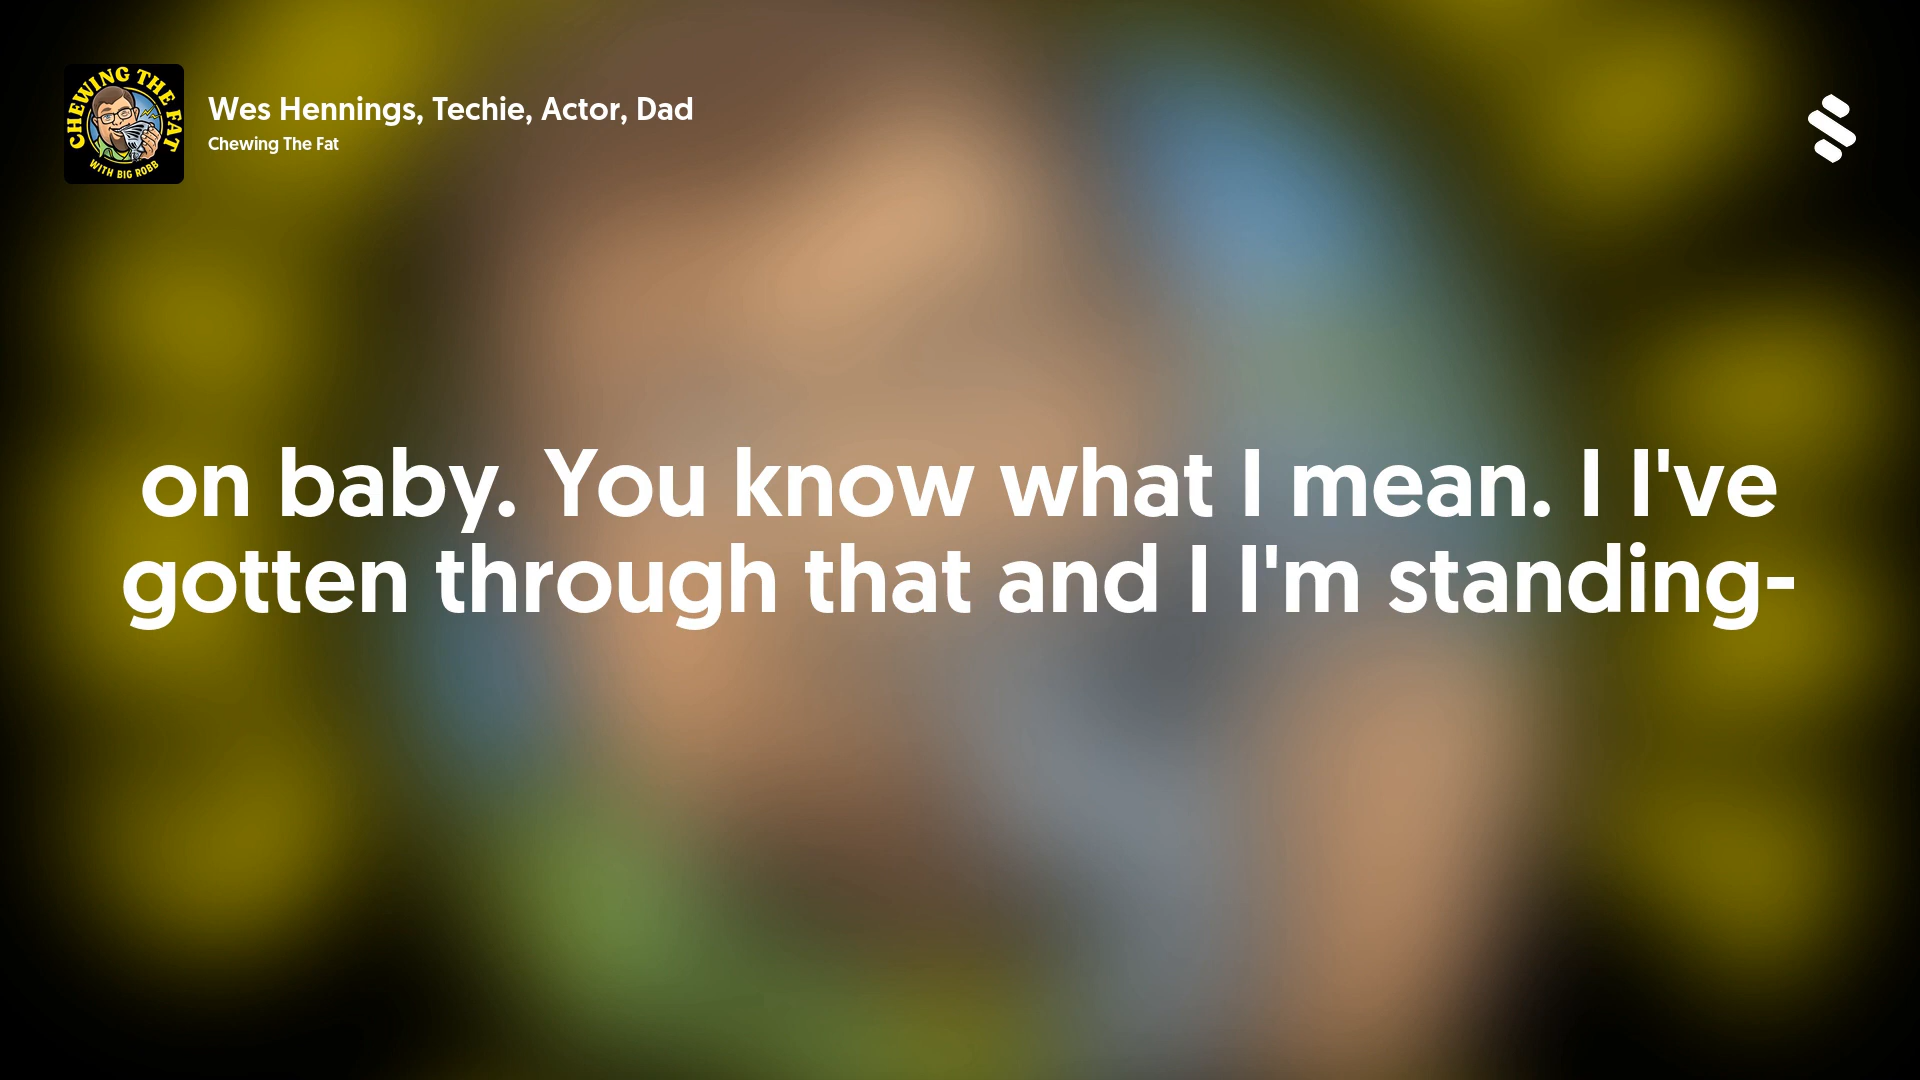 CHEWING THE FAT
WITH BIG ROBB
Wes Hennings, Techie, Actor, Dad
Chewing The Fat
on baby. You know what I mean. I I've
gotten through that and I I'm standing-